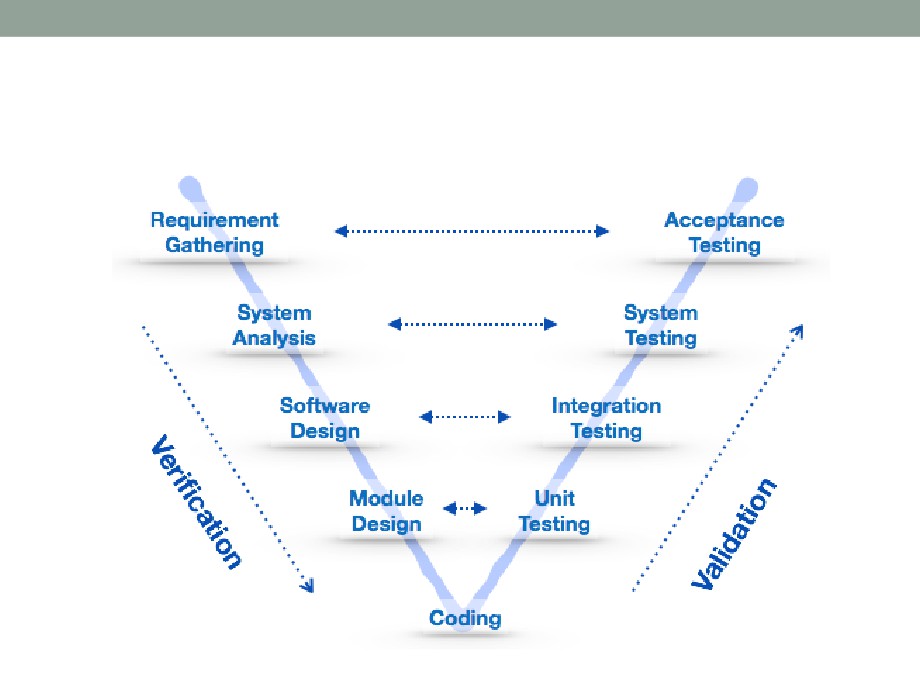 Requirement
Gathering
Acceptance
Testing
System
Analysis
System
Testing
Software
Design
Integration
Testing
Module
Design
Unit
Testing
Verification
Validation
Coding